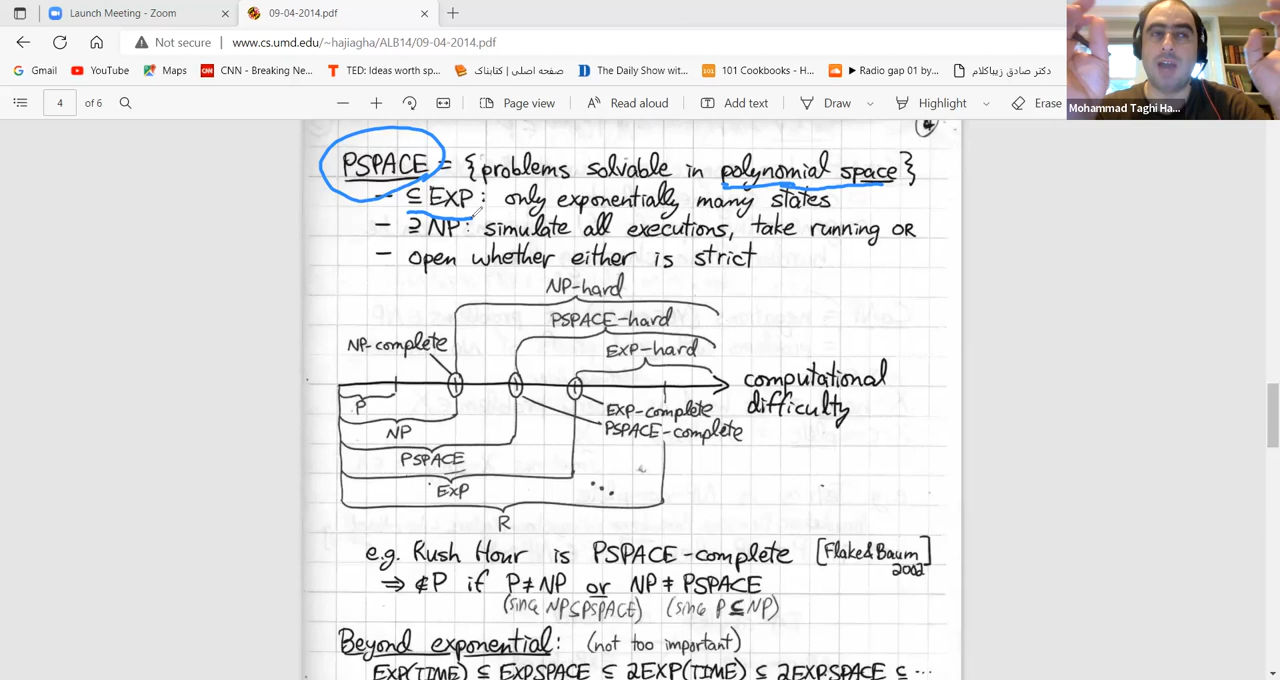 Launch Meeting - Zoom
09-04-2014.pdf
Not secure | www.cs.umd.edu/~hajiagha/ALB14/09-04-2014.pdf
Gmail YouTube Maps CNN - Breaking Ne... TED: Ideas worth sp... صفحه اصلی | کتابناک The Daily Show wit... 101 Cookbooks - H... ▶ Radio gap 01 by... دکتر صادق زیباکلام
4 of 6 Page view Read aloud Add text Draw Highlight Erase
Mohammad Taghi Ha...
④
PSPACE = {problems solvable in polynomial space}
- ⊆ EXP: only exponentially many states
- ⊇ NP: simulate all executions, take running OR
- open whether either is strict
NP-hard
PSPACE-hard
NP-complete
EXP-hard
computational
difficulty
P
EXP-complete
NP
PSPACE-complete
PSPACE
EXP
...
R
e.g. Rush Hour is PSPACE-complete [Flake & Baum 2002]
⇒ ∉ P if P ≠ NP or NP ≠ PSPACE
(sinc NP⊆PSPACE) (sinc P ⊆ NP)
Beyond exponential: (not too important)
EXP(TIME) ⊆ EXPSPACE ⊆ 2EXP(TIME) ⊆ 2EXPSPACE ⊆ ...